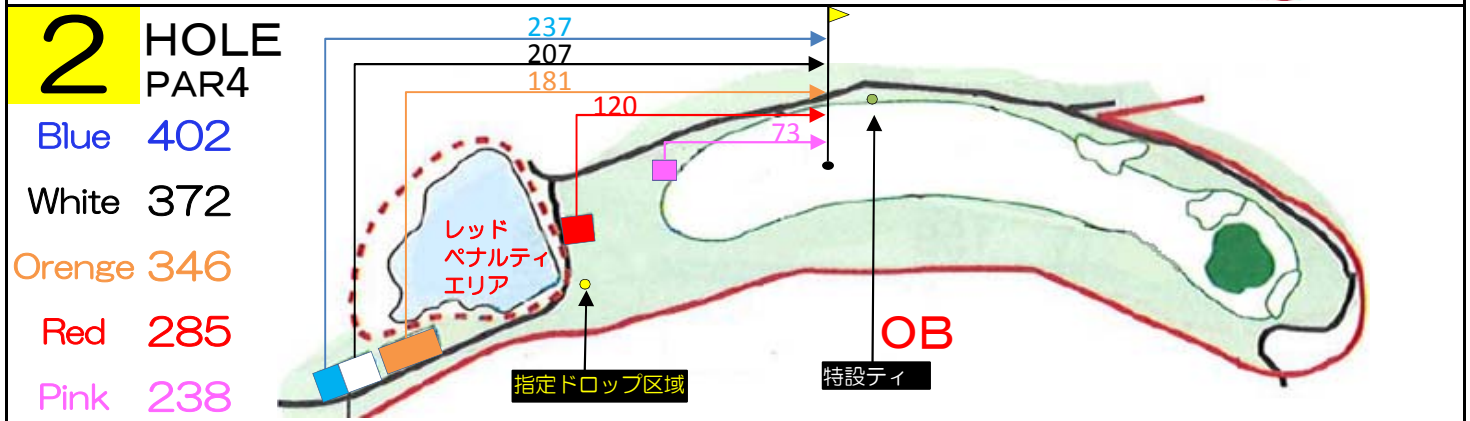 2 HOLE
PAR4
Blue 402
White 372
Orenge 346
Red 285
Pink 238
237
207
181
120
73
レッド
ペナルティ
エリア
OB
指定ドロップ区域
特設ティ